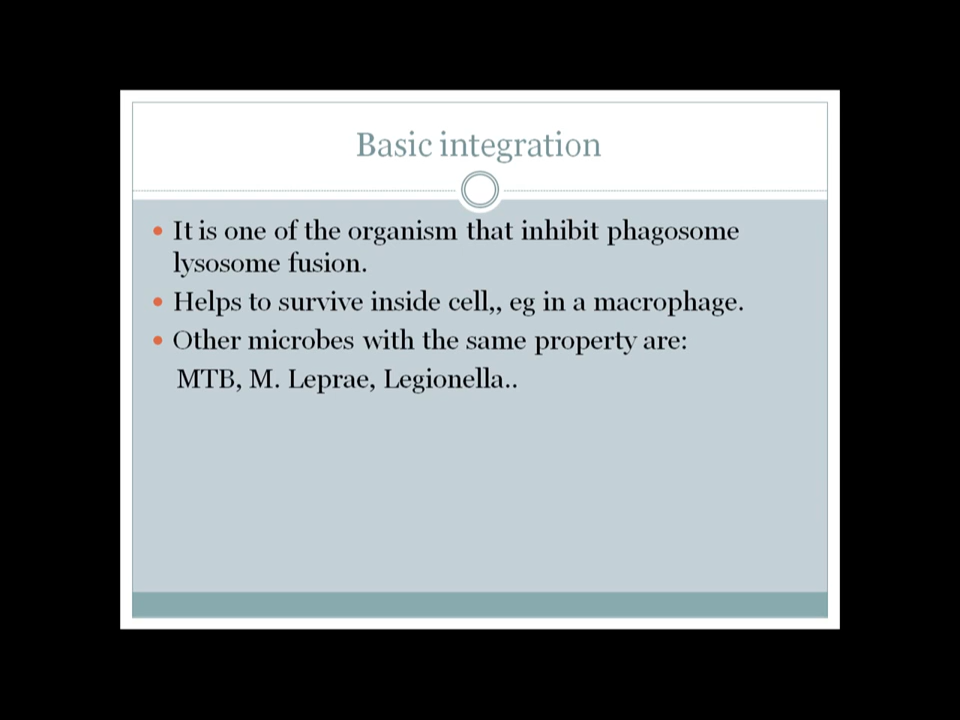 Basic integration
It is one of the organism that inhibit phagosome
lysosome fusion.
Helps to survive inside cell,, eg in a macrophage.
Other microbes with the same property are:
MTB, M. Leprae, Legionella..